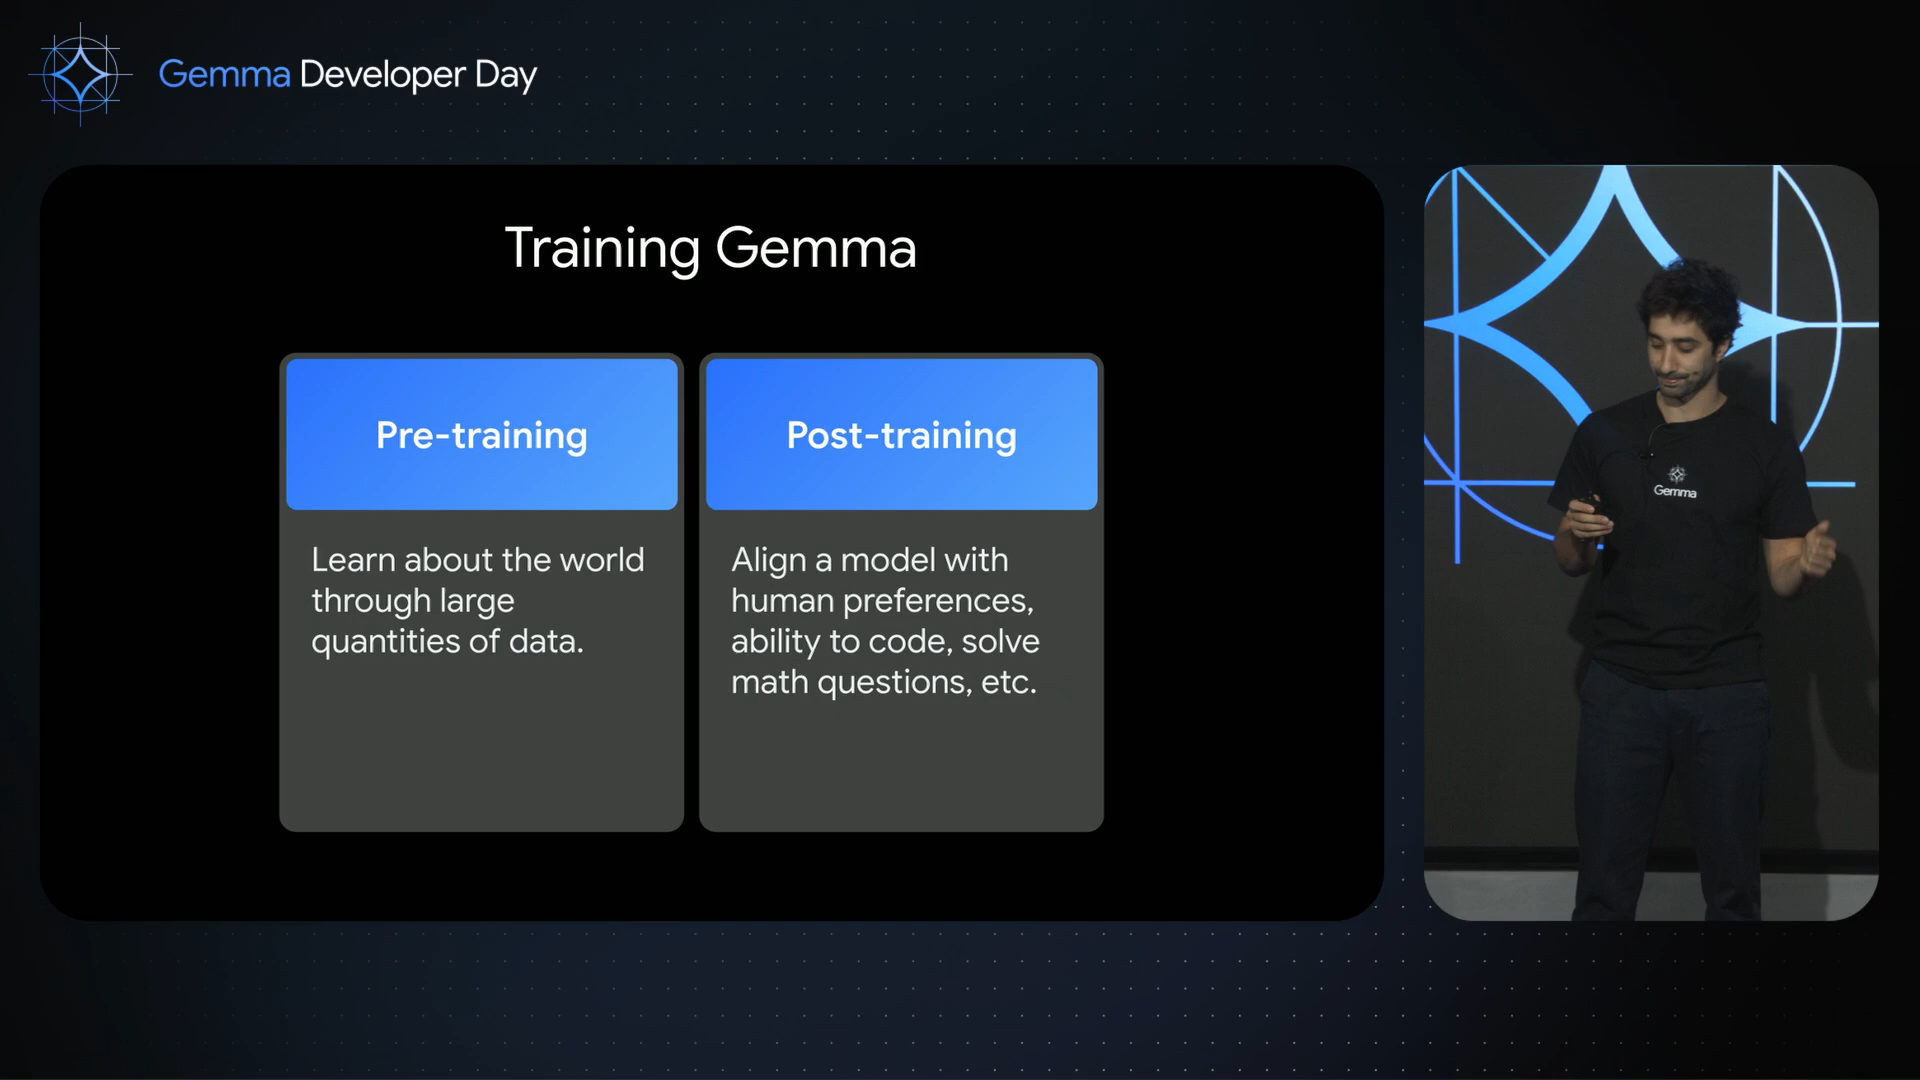 Gemma Developer Day
Training Gemma
Pre-training
Learn about the world
through large
quantities of data.
Post-training
Align a model with
human preferences,
ability to code, solve
math questions, etc.
Gemma